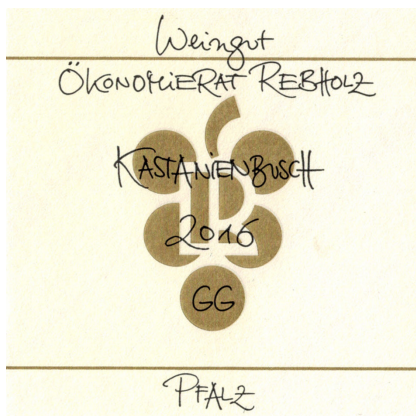 Weingut
ÖKONOMIERAT REBHOLZ
KASTANIENBUSCH
R
2016
GG
PFALZ